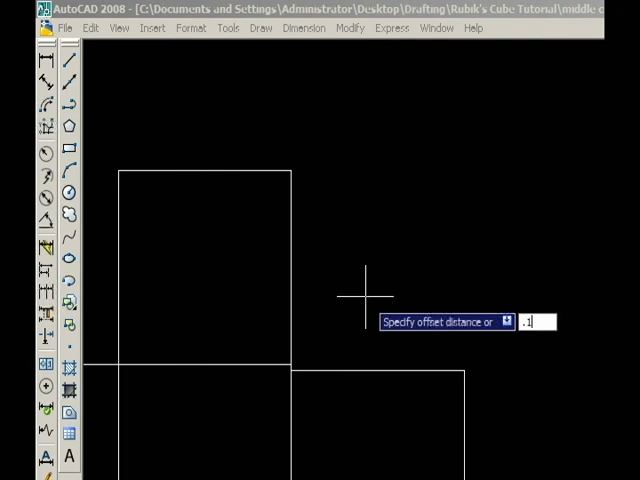 AutoCAD 2008 - [C:\Documents and Settings\Administrator\Desktop\Drafting\Rubik's Cube Tutorial\middle c
File Edit View Insert Format Tools Draw Dimension Modify Express Window Help
Specify offset distance or .1
A A